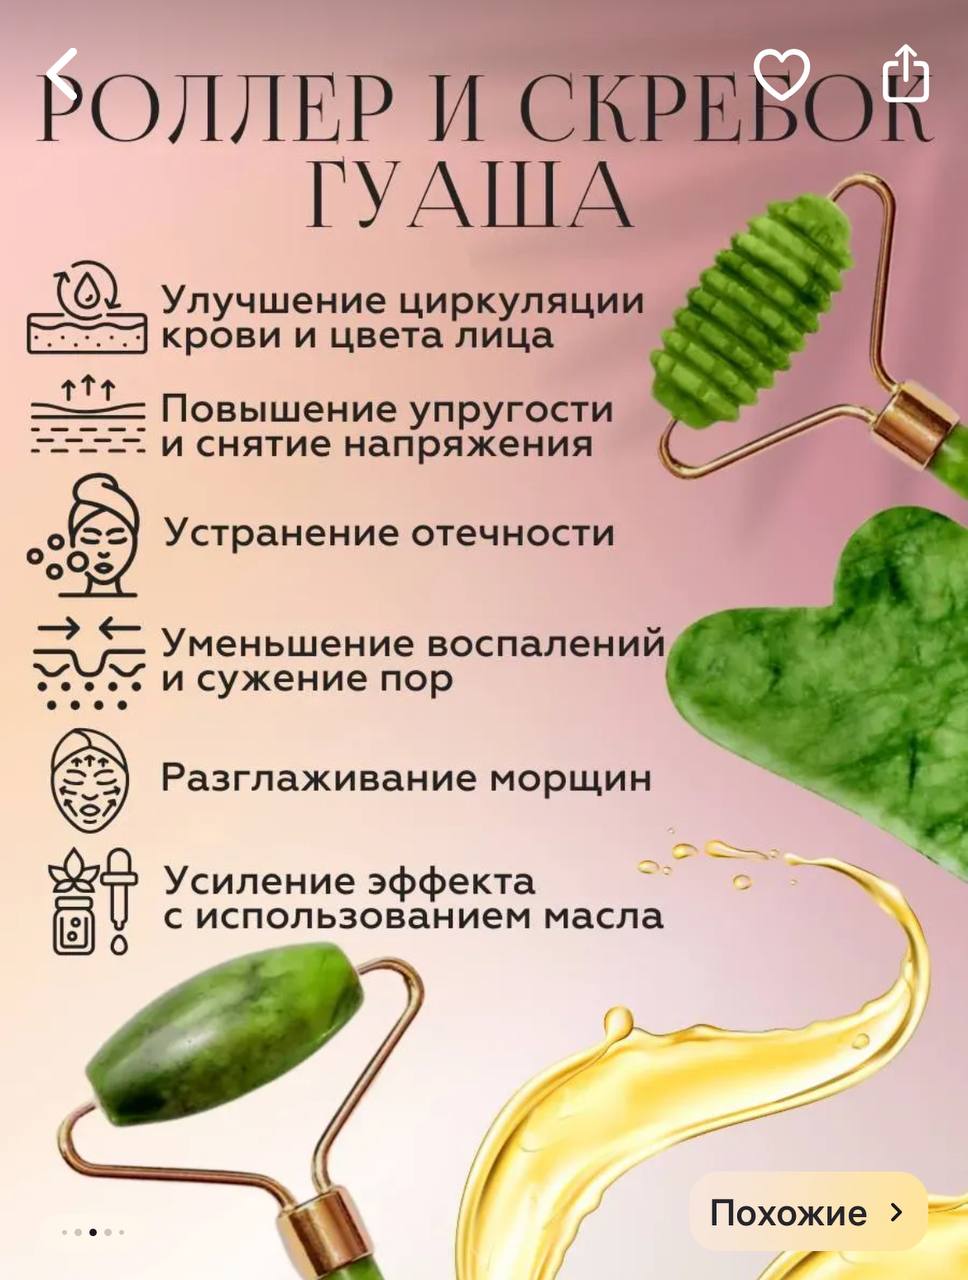 РОЛЛЕР И СКРЕБОК
ГУАША
Улучшение циркуляции
крови и цвета лица
Повышение упругости
и снятие напряжения
Устранение отечности
Уменьшение воспалений
и сужение пор
Разглаживание морщин
Усиление эффекта
с использованием масла
Похожие